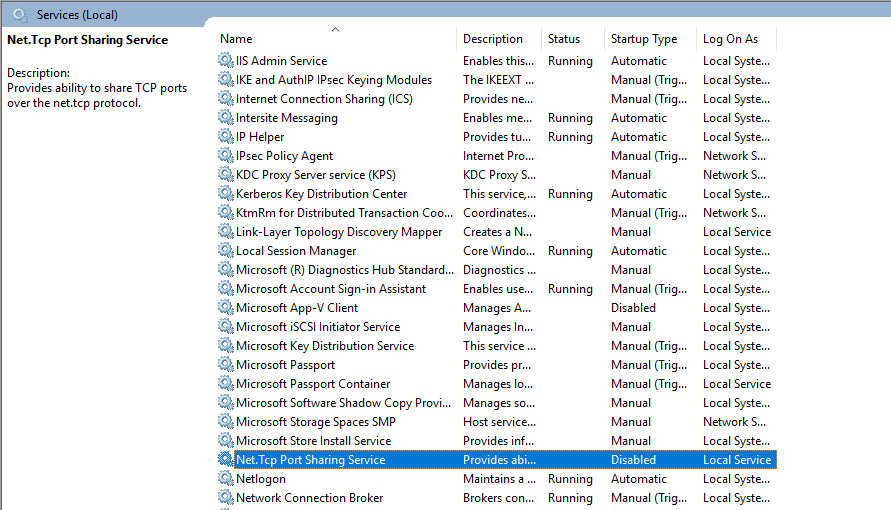 Services (Local)
Net.Tcp Port Sharing Service
Description:
Provides ability to share TCP ports
over the net.tcp protocol.
Name Description Status Startup Type Log On As
IIS Admin Service Enables this... Running Automatic Local Syste...
IKE and AuthIP IPsec Keying Modules The IKEEXT ... Manual (Trig... Local Syste...
Internet Connection Sharing (ICS) Provides ne... Manual (Trig... Local Syste...
Intersite Messaging Enables me... Running Automatic Local Syste...
IP Helper Provides tu... Running Automatic Local Syste...
IPsec Policy Agent Internet Pro... Manual (Trig... Network S...
KDC Proxy Server service (KPS) KDC Proxy S... Manual Network S...
Kerberos Key Distribution Center This service,... Running Automatic Local Syste...
KtmRm for Distributed Transaction Coo... Coordinates... Manual (Trig... Network S...
Link-Layer Topology Discovery Mapper Creates a N... Manual Local Service
Local Session Manager Core Windo... Running Automatic Local Syste...
Microsoft (R) Diagnostics Hub Standard... Diagnostics ... Manual Local Syste...
Microsoft Account Sign-in Assistant Enables use... Running Manual (Trig... Local Syste...
Microsoft App-V Client Manages A... Disabled Local Syste...
Microsoft iSCSI Initiator Service Manages In... Manual Local Syste...
Microsoft Key Distribution Service This service ... Manual (Trig... Local Syste...
Microsoft Passport Provides pr... Manual (Trig... Local Syste...
Microsoft Passport Container Manages lo... Manual (Trig... Local Service
Microsoft Software Shadow Copy Provi... Manages so... Manual Local Syste...
Microsoft Storage Spaces SMP Host service... Manual Network S...
Microsoft Store Install Service Provides inf... Manual Local Syste...
Net.Tcp Port Sharing Service Provides abi... Disabled Local Service
Netlogon Maintains a ... Running Automatic Local Syste...
Network Connection Broker Brokers con... Running Manual (Trig... Local Syste...